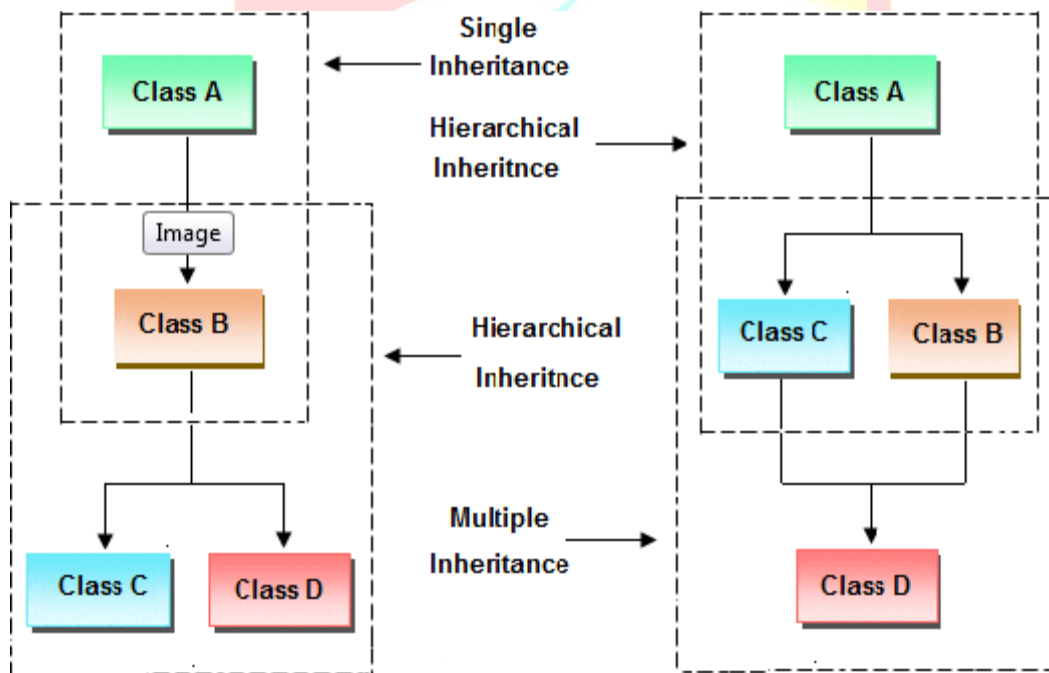 Single
Inheritance
Class A
Class A
Hierarchical
Inheritnce
Image
Class B
Hierarchical
Inheritnce
Class C
Class B
Multiple
Inheritance
Class C
Class D
Class D